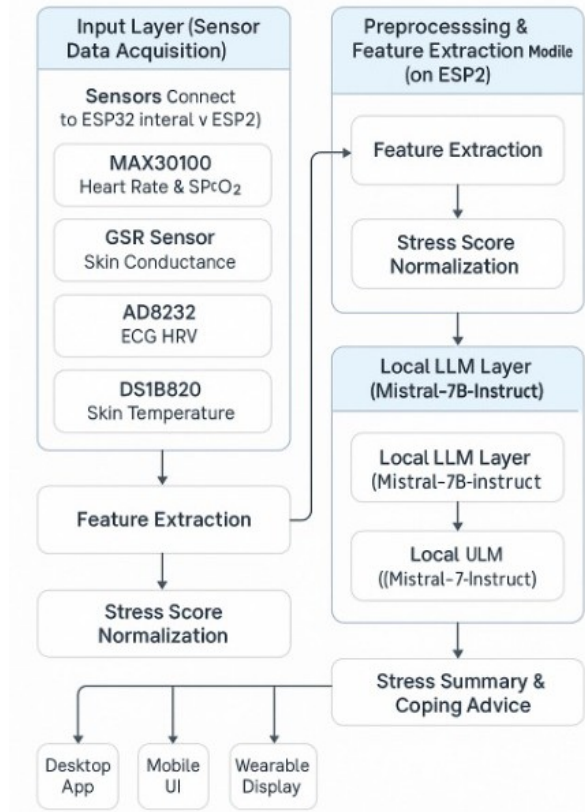 Input Layer (Sensor
Data Acquisition)
Sensors Connect
to ESP32 interal v ESP2)
MAX30100
Heart Rate & SPᶜO₂
GSR Sensor
Skin Conductance
AD8232
ECG HRV
DS1B820
Skin Temperature
Feature Extraction
Stress Score
Normalization
Preprocesssing &
Feature Extraction Modile
(on ESP2)
Feature Extraction
Stress Score
Normalization
Local LLM Layer
(Mistral-7B-Instruct)
Local LLM Layer
(Mistral-7B-instruct
Local ULM
((Mistral-7-Instruct)
Stress Summary &
Coping Advice
Desktop
App
Mobile
UI
Wearable
Display